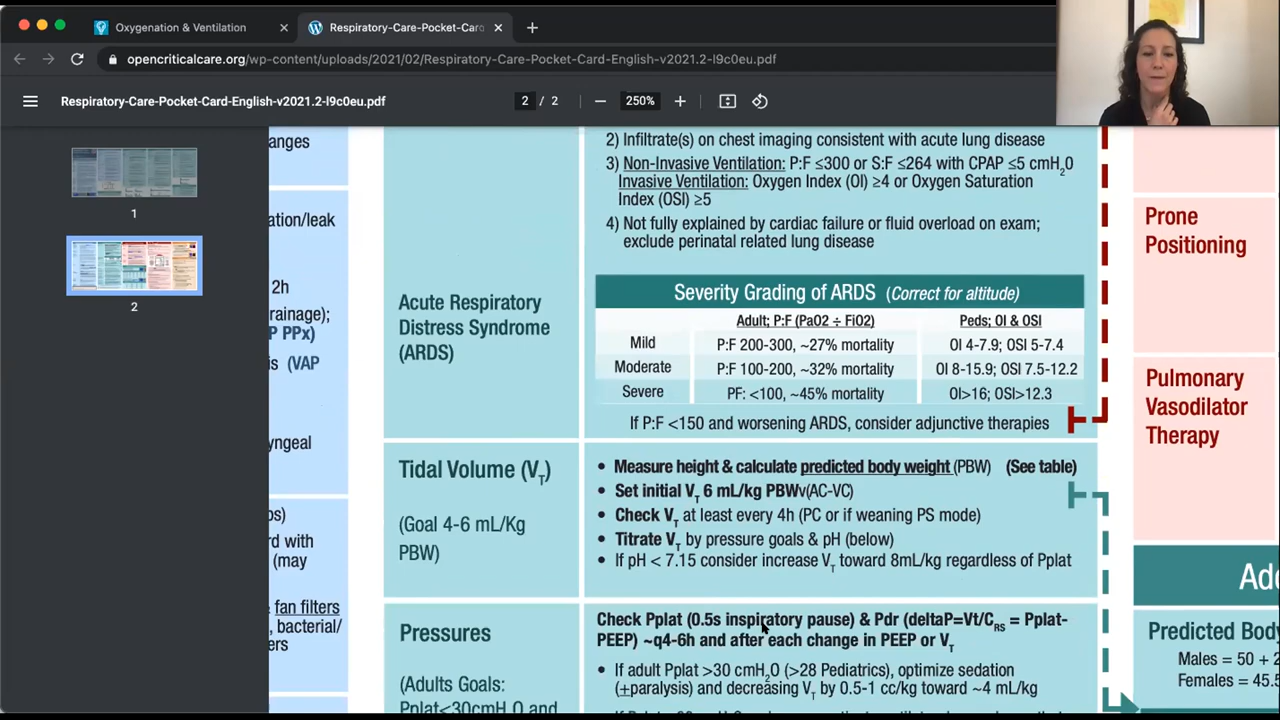 Oxygenation & Ventilation
Respiratory-Care-Pocket-Card
opencriticalcare.org/wp-content/uploads/2021/02/Respiratory-Care-Pocket-Card-English-v2021.2-l9c0eu.pdf
Respiratory-Care-Pocket-Card-English-v2021.2-l9c0eu.pdf
2 / 2
250%
1
2
anges
ation/leak
2h
rainage);
P PPx)
is (VAP
yngeal
os)
rd with
(may
fan filters
, bacterial/
ers
2) Infiltrate(s) on chest imaging consistent with acute lung disease
3) Non-Invasive Ventilation: P:F ≤300 or S:F ≤264 with CPAP ≤5 cmH2O
Invasive Ventilation: Oxygen Index (OI) ≥4 or Oxygen Saturation
Index (OSI) ≥5
4) Not fully explained by cardiac failure or fluid overload on exam;
exclude perinatal related lung disease
Acute Respiratory
Distress Syndrome
(ARDS)
Severity Grading of ARDS (Correct for altitude)
Adult; P:F (PaO2 ÷ FiO2) Peds; OI & OSI
Mild P:F 200-300, ~27% mortality OI 4-7.9; OSI 5-7.4
Moderate P:F 100-200, ~32% mortality OI 8-15.9; OSI 7.5-12.2
Severe PF: <100, ~45% mortality OI>16; OSI>12.3
If P:F <150 and worsening ARDS, consider adjunctive therapies
Tidal Volume (VT)
(Goal 4-6 mL/Kg
PBW)
• Measure height & calculate predicted body weight (PBW) (See table)
• Set initial VT 6 mL/kg PBWv(AC-VC)
• Check VT at least every 4h (PC or if weaning PS mode)
• Titrate VT by pressure goals & pH (below)
• If pH < 7.15 consider increase VT toward 8mL/kg regardless of Pplat
Pressures
(Adults Goals:
Pplat<30cmH2O and
Check Pplat (0.5s inspiratory pause) & Pdr (deltaP=Vt/CRS = Pplat-
PEEP) ~q4-6h and after each change in PEEP or VT
• If adult Pplat >30 cmH2O (>28 Pediatrics), optimize sedation
(±paralysis) and decreasing VT by 0.5-1 cc/kg toward ~4 mL/kg
Prone
Positioning
Pulmonary
Vasodilator
Therapy
Ad
Predicted Body
Males = 50 + 2
Females = 45.5